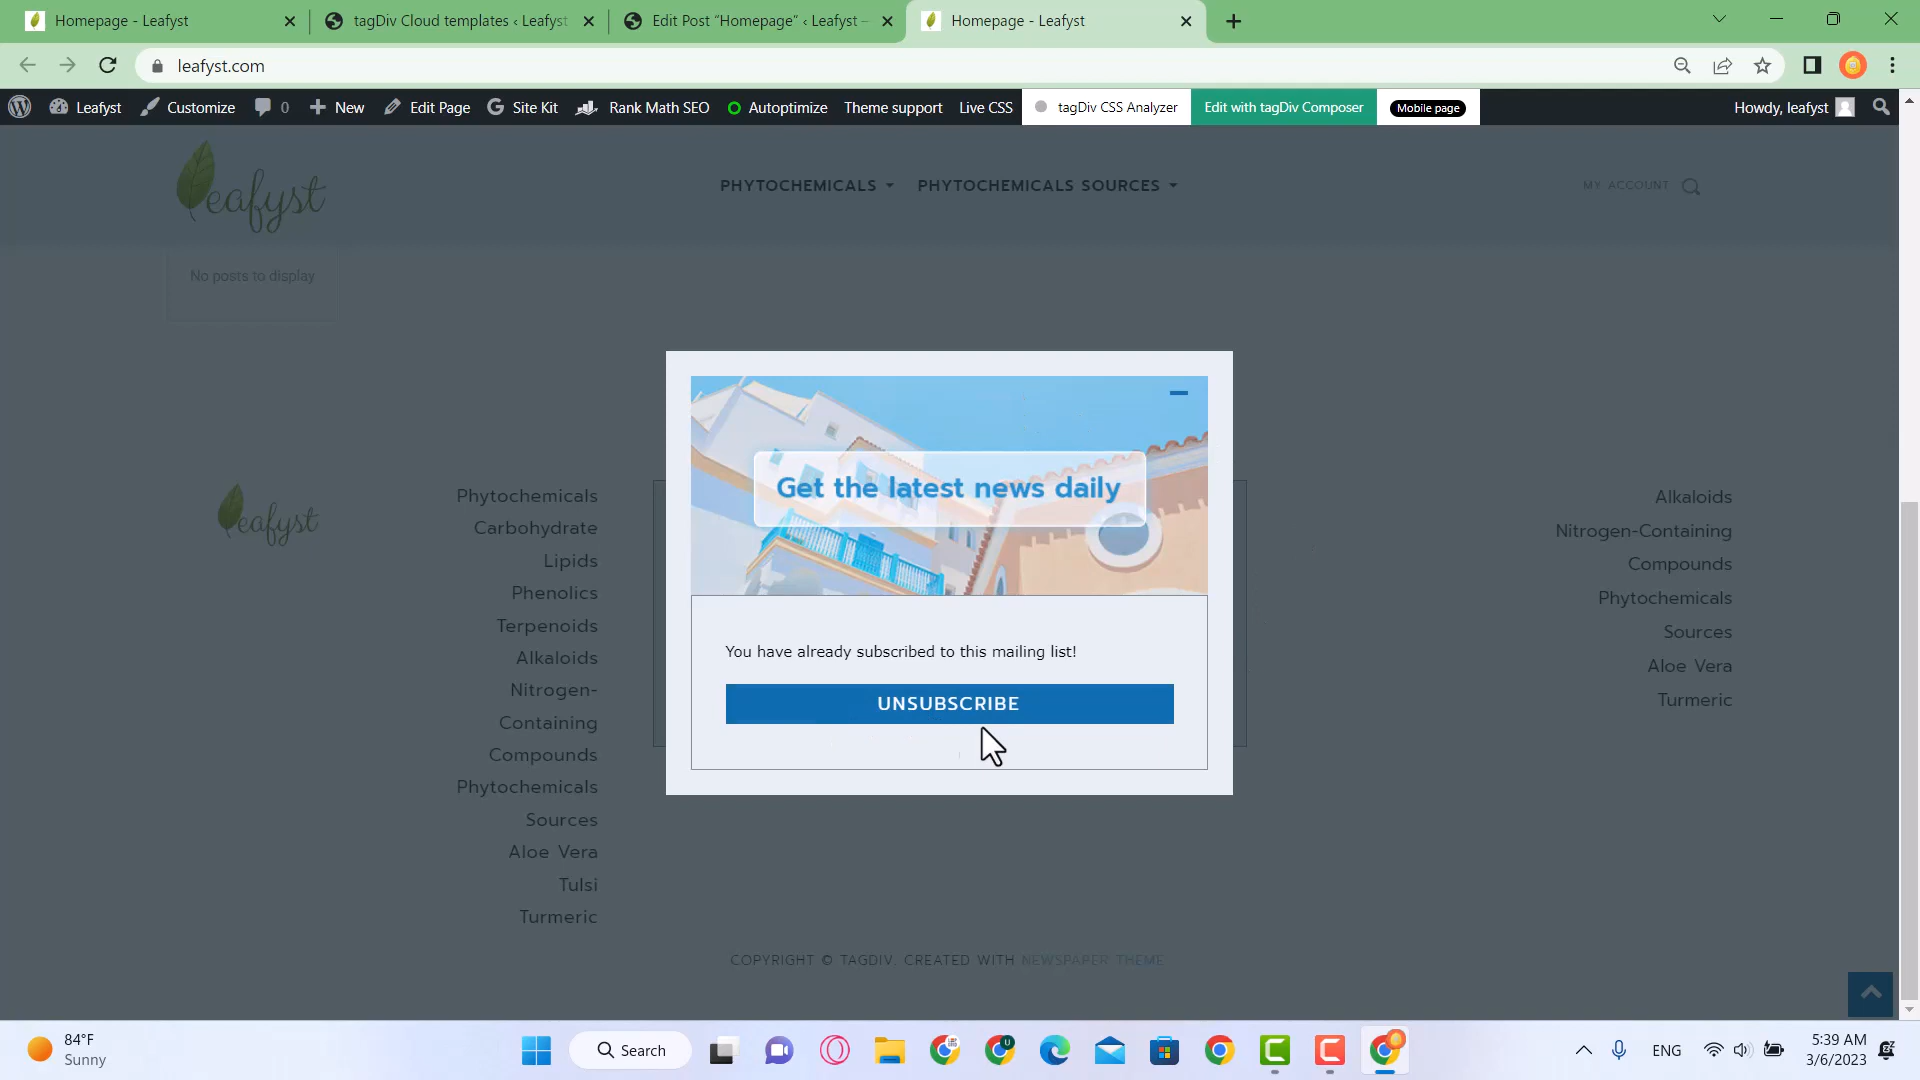 Homepage - Leafyst
tagDiv Cloud templates ‹ Leafyst
Edit Post “Homepage” ‹ Leafyst –
Homepage - Leafyst
leafyst.com
Leafyst
Customize
0
New
Edit Page
Site Kit
Rank Math SEO
Autoptimize
Theme support
Live CSS
tagDiv CSS Analyzer
Edit with tagDiv Composer
Mobile page
Howdy, leafyst
Leafyst
PHYTOCHEMICALS
PHYTOCHEMICALS SOURCES
MY ACCOUNT
No posts to display
Get the latest news daily
You have already subscribed to this mailing list!
UNSUBSCRIBE
Leafyst
Phytochemicals
Carbohydrate
Lipids
Phenolics
Terpenoids
Alkaloids
Nitrogen-
Containing
Compounds
Phytochemicals
Sources
Aloe Vera
Tulsi
Turmeric
Alkaloids
Nitrogen-Containing
Compounds
Phytochemicals
Sources
Aloe Vera
Turmeric
COPYRIGHT © TAGDIV. CREATED WITH NEWSPAPER THEME
84°F
Sunny
Search
ENG
5:39 AM
3/6/2023